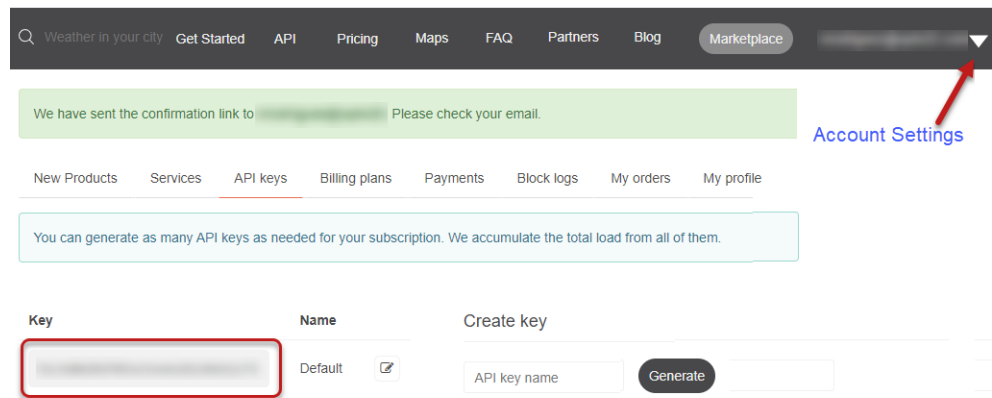 Weather in your city Get Started API Pricing Maps FAQ Partners Blog Marketplace
We have sent the confirmation link to Please check your email.
Account Settings
New Products Services API keys Billing plans Payments Block logs My orders My profile
You can generate as many API keys as needed for your subscription. We accumulate the total load from all of them.
Key Name Create key
Default API key name Generate